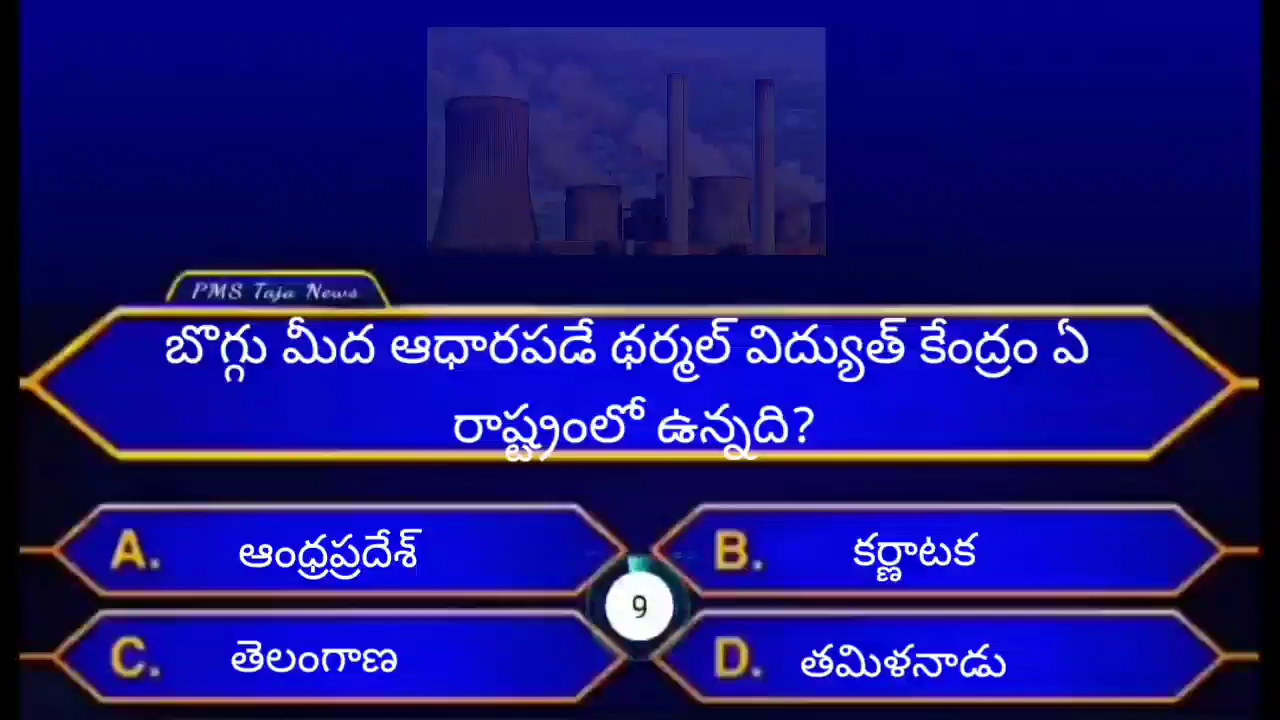 PMS Taja News
బొగ్గు మీద ఆధారపడే థర్మల్ విద్యుత్ కేంద్రం ఏ
రాష్ట్రంలో ఉన్నది?
A. ఆంధ్రప్రదేశ్
B. కర్ణాటక
9
C. తెలంగాణ
D. తమిళనాడు